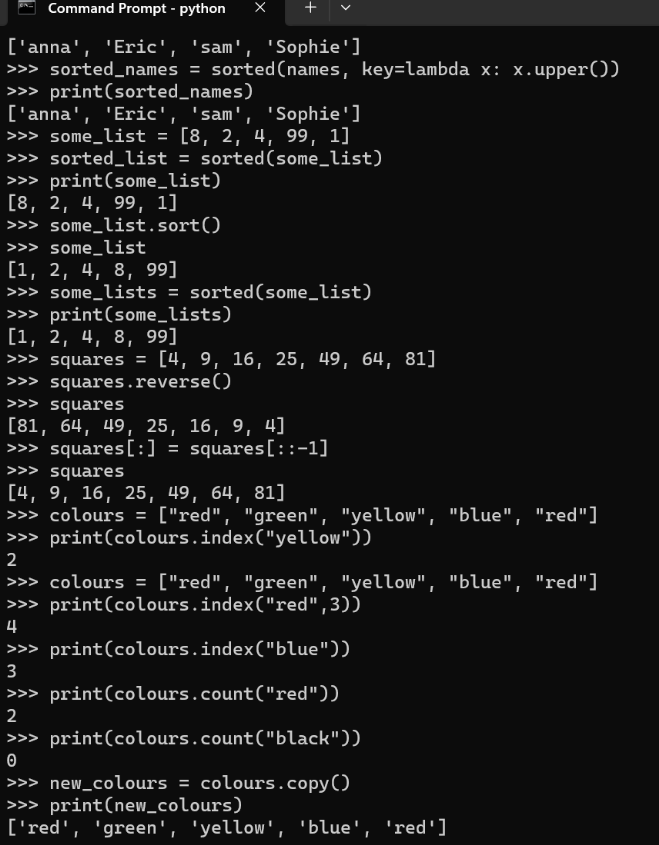 Command Prompt - python
['anna', 'Eric', 'sam', 'Sophie']
>>> sorted_names = sorted(names, key=lambda x: x.upper())
>>> print(sorted_names)
['anna', 'Eric', 'sam', 'Sophie']
>>> some_list = [8, 2, 4, 99, 1]
>>> sorted_list = sorted(some_list)
>>> print(some_list)
[8, 2, 4, 99, 1]
>>> some_list.sort()
>>> some_list
[1, 2, 4, 8, 99]
>>> some_lists = sorted(some_list)
>>> print(some_lists)
[1, 2, 4, 8, 99]
>>> squares = [4, 9, 16, 25, 49, 64, 81]
>>> squares.reverse()
>>> squares
[81, 64, 49, 25, 16, 9, 4]
>>> squares[:] = squares[::-1]
>>> squares
[4, 9, 16, 25, 49, 64, 81]
>>> colours = ["red", "green", "yellow", "blue", "red"]
>>> print(colours.index("yellow"))
2
>>> colours = ["red", "green", "yellow", "blue", "red"]
>>> print(colours.index("red",3))
4
>>> print(colours.index("blue"))
3
>>> print(colours.count("red"))
2
>>> print(colours.count("black"))
0
>>> new_colours = colours.copy()
>>> print(new_colours)
['red', 'green', 'yellow', 'blue', 'red']